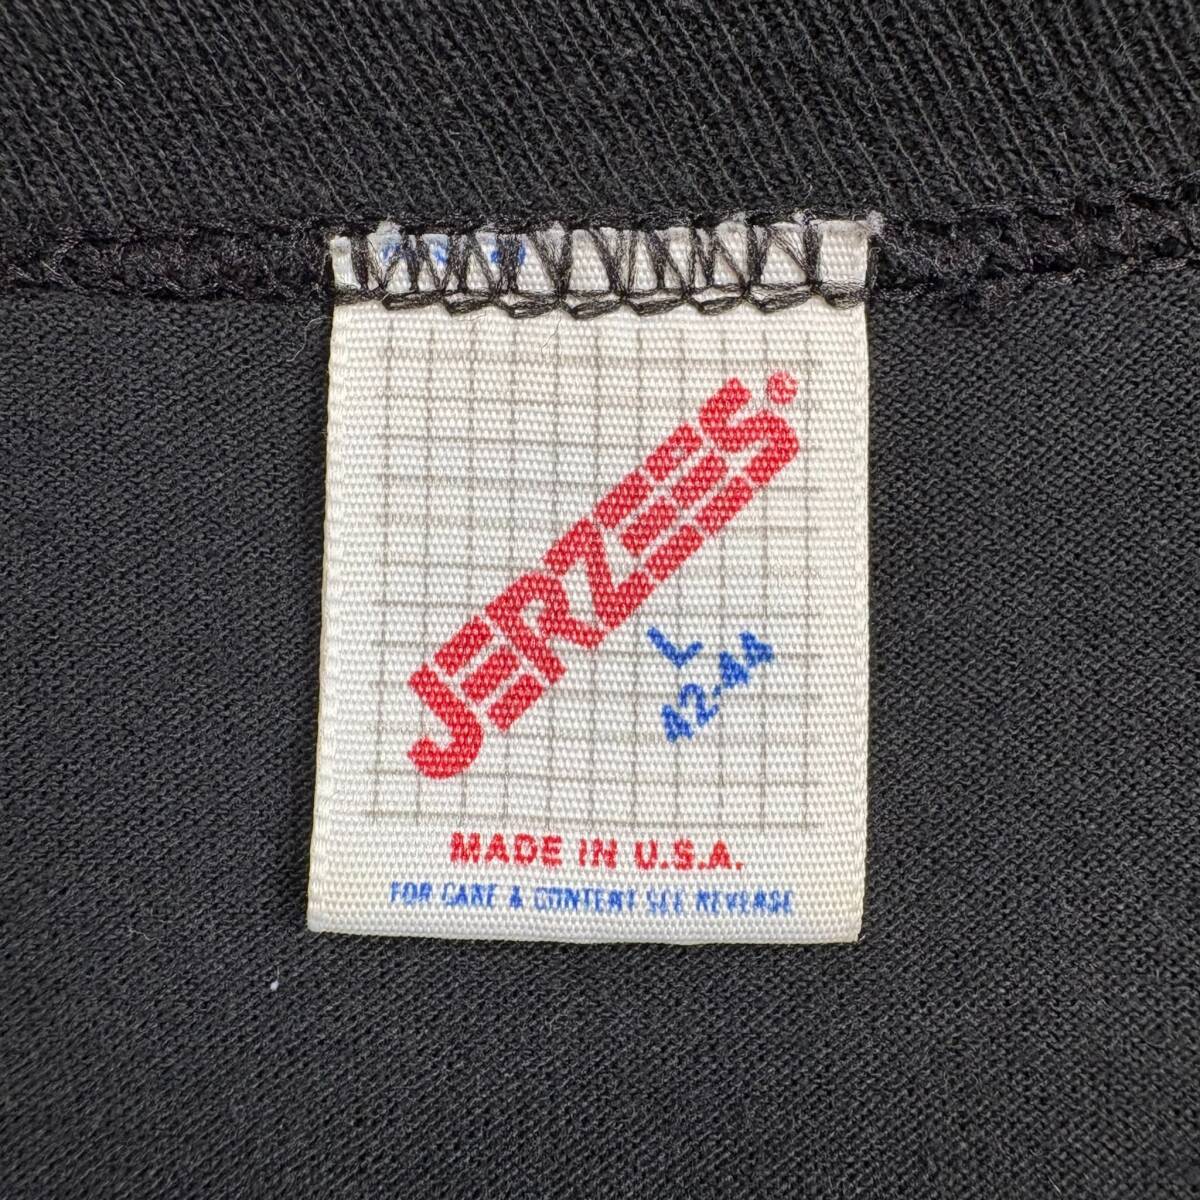 JERZEES®
L
42-44
MADE IN U.S.A.
FOR CARE & CONTENT SEE REVERSE